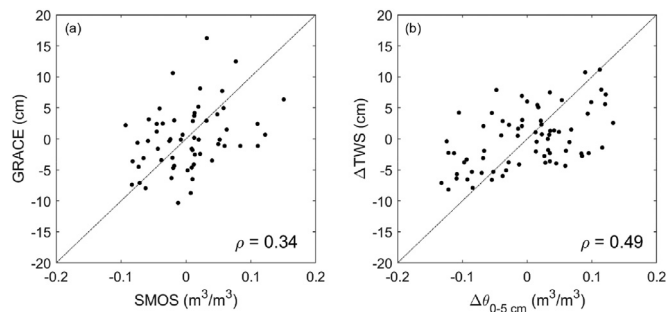 (a)
GRACE (cm)
20
15
10
5
0
-5
-10
-15
-20
-0.2 -0.1 0 0.1 0.2
SMOS (m³/m³)
ρ = 0.34
(b)
ΔTWS (cm)
20
15
10
5
0
-5
-10
-15
-20
-0.2 -0.1 0 0.1 0.2
Δθ0-5 cm (m³/m³)
ρ = 0.49